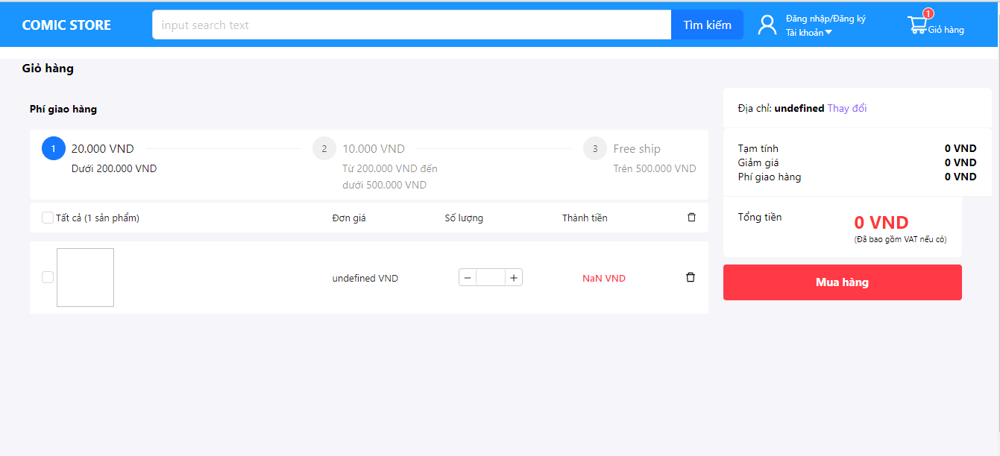 COMIC STORE
input search text
Tìm kiếm
Đăng nhập/Đăng ký
Tài khoản
1
Giỏ hàng
Giỏ hàng
Phí giao hàng
1 20.000 VND
Dưới 200.000 VND
2 10.000 VND
Từ 200.000 VND đến
dưới 500.000 VND
3 Free ship
Trên 500.000 VND
Tất cả (1 sản phẩm) Đơn giá Số lượng Thành tiền
undefined VND − + NaN VND
Địa chỉ: undefined Thay đổi
Tạm tính 0 VND
Giảm giá 0 VND
Phí giao hàng 0 VND
Tổng tiền 0 VND
(Đã bao gồm VAT nếu có)
Mua hàng